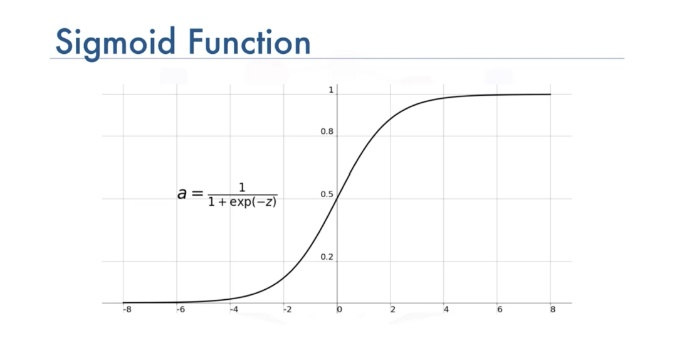 Sigmoid Function
1
0.8
a = 1 / 1 + exp(−z)
0.5
0.2
-8 -6 -4 -2 0 2 4 6 8